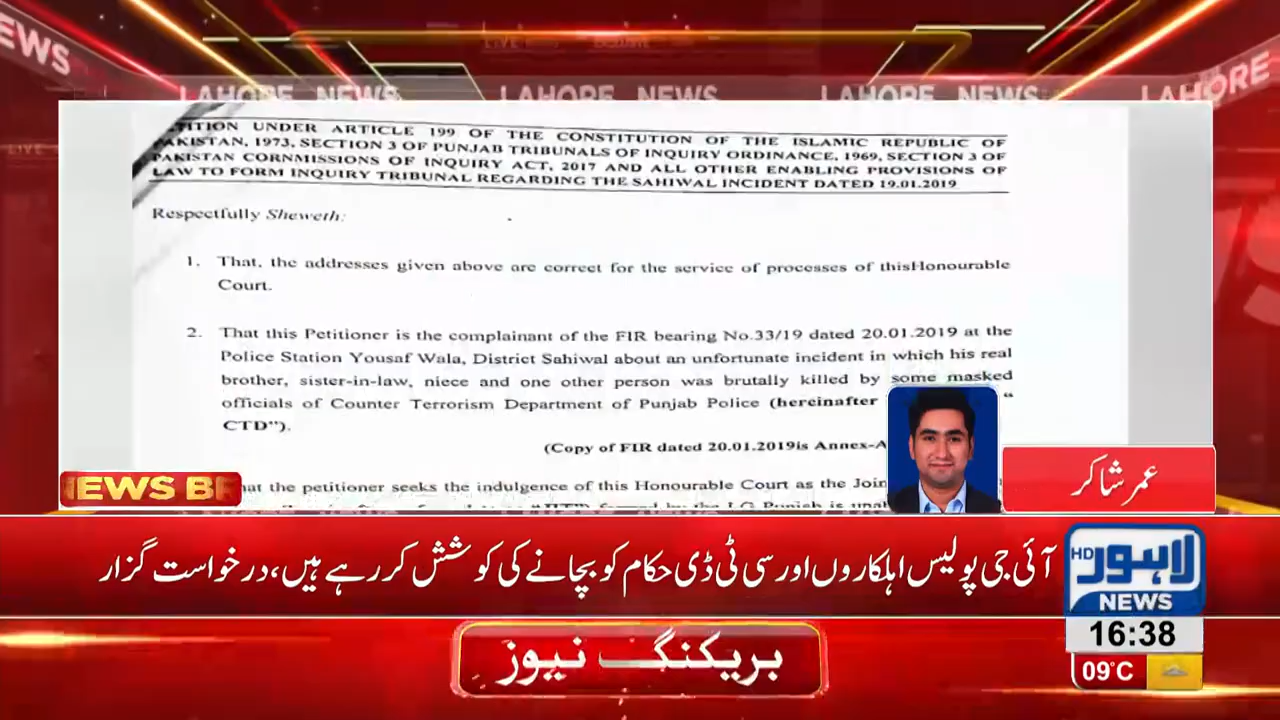 EWS
LAHORE NEWS
LAHORE NEWS
LAHORE NEWS
LAHORE
LIVE
TITION UNDER ARTICLE 199 OF THE CONSTITUTION OF THE ISLAMIC REPUBLIC OF
PAKISTAN, 1973, SECTION 3 OF PUNJAB TRIBUNALS OF INQUIRY ORDINANCE, 1969, SECTION 3 OF
PAKISTAN CORNMISSIONS OF INQUIRY ACT, 2017 AND ALL OTHER ENABLING PROVISIONS OF
LAW TO FORM INQUIRY TRIBUNAL REGARDING THE SAHIWAL INCIDENT DATED 19.01.2019
Respectfully Sheweth:
1. That, the addresses given above are correct for the service of processes of thisHonourable
Court.
2. That this Petitioner is the complainant of the FIR bearing No.33/19 dated 20.01.2019 at the
Police Station Yousaf Wala, District Sahiwal about an unfortunate incident in which his real
brother, sister-in-law, niece and one other person was brutally killed by some masked
officials of Counter Terrorism Department of Punjab Police (hereinafter “
CTD”).
(Copy of FIR dated 20.01.2019is Annex-A
hat the petitioner seeks the indulgence of this Honourable Court as the Join
NEWS BR
عمر شاکر
آئی جی پولیس اہلکاروں اور سی ٹی ڈی حکام کو بچانے کی کوشش کر رہے ہیں، درخواست گزار
HD لاہور
NEWS
16:38
09°C
بریکنگ نیوز